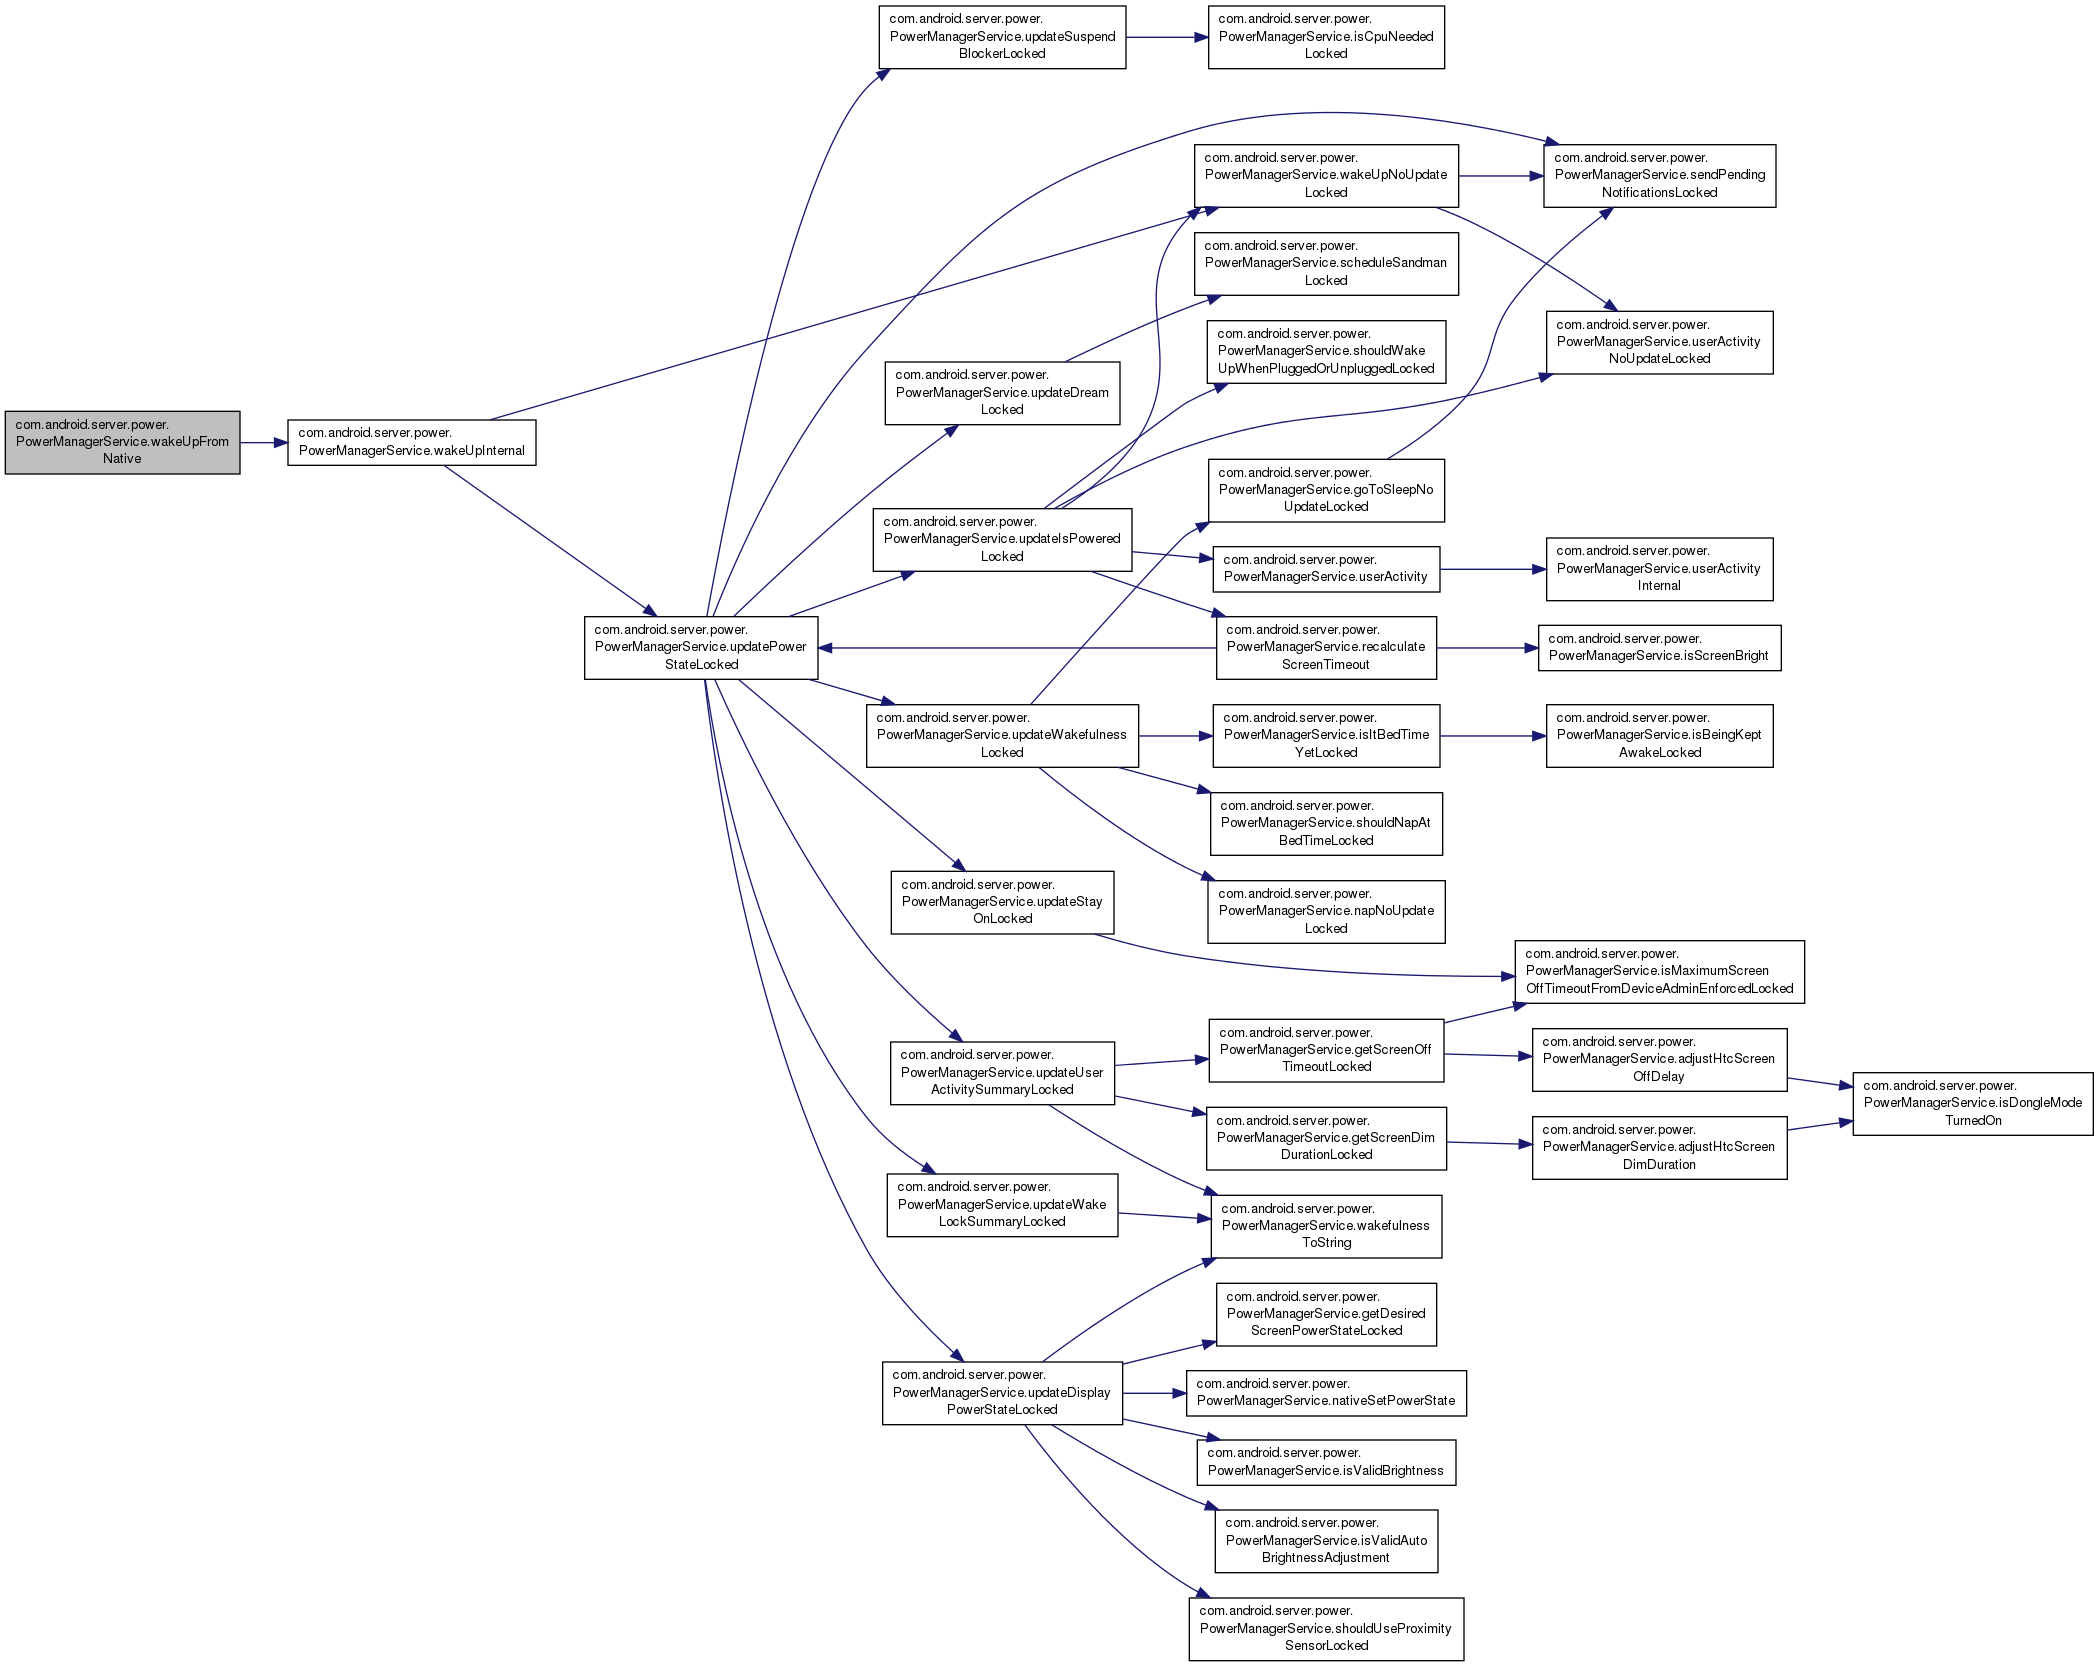 com.android.server.power.
PowerManagerService.wakeUpFrom
Native
com.android.server.power.
PowerManagerService.wakeUpInternal
com.android.server.power.
PowerManagerService.updatePower
StateLocked
com.android.server.power.
PowerManagerService.updateSuspend
BlockerLocked
com.android.server.power.
PowerManagerService.updateDream
Locked
com.android.server.power.
PowerManagerService.updateIsPowered
Locked
com.android.server.power.
PowerManagerService.updateWakefulness
Locked
com.android.server.power.
PowerManagerService.updateStay
OnLocked
com.android.server.power.
PowerManagerService.updateUser
ActivitySummaryLocked
com.android.server.power.
PowerManagerService.updateWake
LockSummaryLocked
com.android.server.power.
PowerManagerService.updateDisplay
PowerStateLocked
com.android.server.power.
PowerManagerService.isCpuNeeded
Locked
com.android.server.power.
PowerManagerService.wakeUpNoUpdate
Locked
com.android.server.power.
PowerManagerService.scheduleSandman
Locked
com.android.server.power.
PowerManagerService.shouldWake
UpWhenPluggedOrUnpluggedLocked
com.android.server.power.
PowerManagerService.goToSleepNo
UpdateLocked
com.android.server.power.
PowerManagerService.userActivity
com.android.server.power.
PowerManagerService.recalculate
ScreenTimeout
com.android.server.power.
PowerManagerService.isItBedTime
YetLocked
com.android.server.power.
PowerManagerService.shouldNapAt
BedTimeLocked
com.android.server.power.
PowerManagerService.napNoUpdate
Locked
com.android.server.power.
PowerManagerService.getScreenOff
TimeoutLocked
com.android.server.power.
PowerManagerService.getScreenDim
DurationLocked
com.android.server.power.
PowerManagerService.wakefulness
ToString
com.android.server.power.
PowerManagerService.getDesired
ScreenPowerStateLocked
com.android.server.power.
PowerManagerService.nativeSetPowerState
com.android.server.power.
PowerManagerService.isValidBrightness
com.android.server.power.
PowerManagerService.isValidAuto
BrightnessAdjustment
com.android.server.power.
PowerManagerService.shouldUseProximity
SensorLocked
com.android.server.power.
PowerManagerService.sendPending
NotificationsLocked
com.android.server.power.
PowerManagerService.userActivity
NoUpdateLocked
com.android.server.power.
PowerManagerService.userActivity
Internal
com.android.server.power.
PowerManagerService.isScreenBright
com.android.server.power.
PowerManagerService.isBeingKept
AwakeLocked
com.android.server.power.
PowerManagerService.isMaximumScreen
OffTimeoutFromDeviceAdminEnforcedLocked
com.android.server.power.
PowerManagerService.adjustHtcScreen
OffDelay
com.android.server.power.
PowerManagerService.adjustHtcScreen
DimDuration
com.android.server.power.
PowerManagerService.isDongleMode
TurnedOn